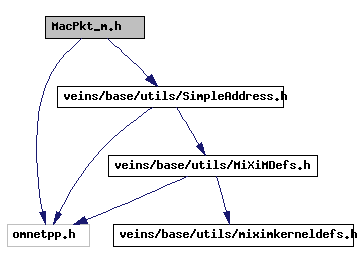 MacPkt_m.h
veins/base/utils/SimpleAddress.h
veins/base/utils/MiXiMDefs.h
omnetpp.h
veins/base/utils/miximkerneldefs.h